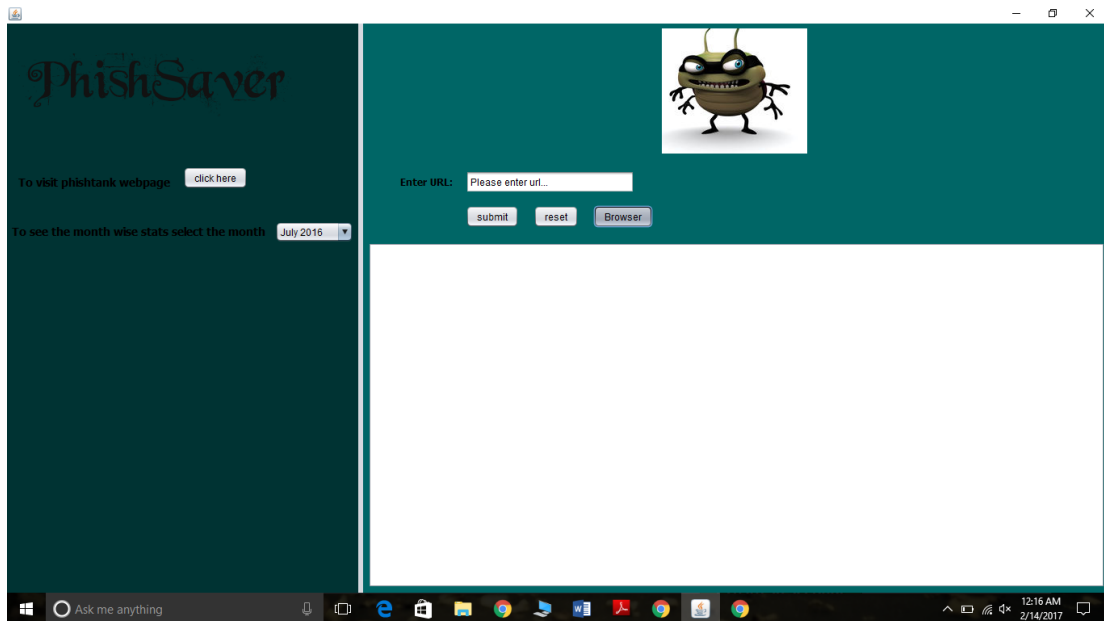 PhishSaver
To visit phishtank webpage click here
To see the month wise stats select the month July 2016
Enter URL: Please enter url...
submit reset Browser
Ask me anything
12:16 AM
2/14/2017